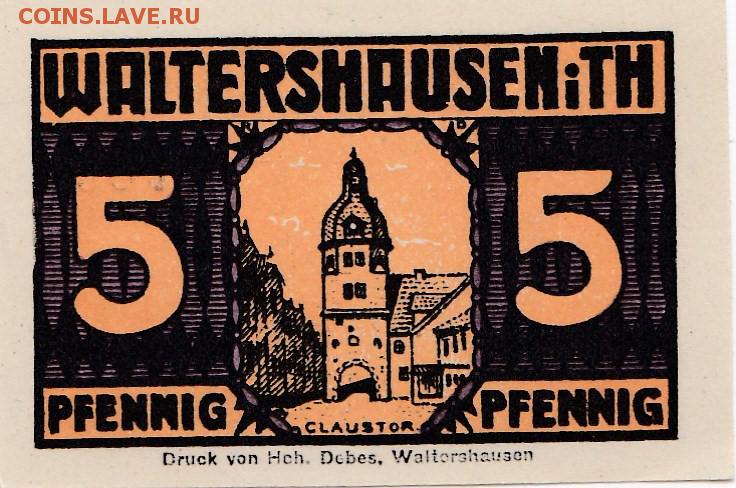 COINS.LAVE.RU
WALTERSHAUSEN i TH
5 5
PFENNIG PFENNIG
CLAUSTOR
Druck von Hch. Debes, Waltershausen